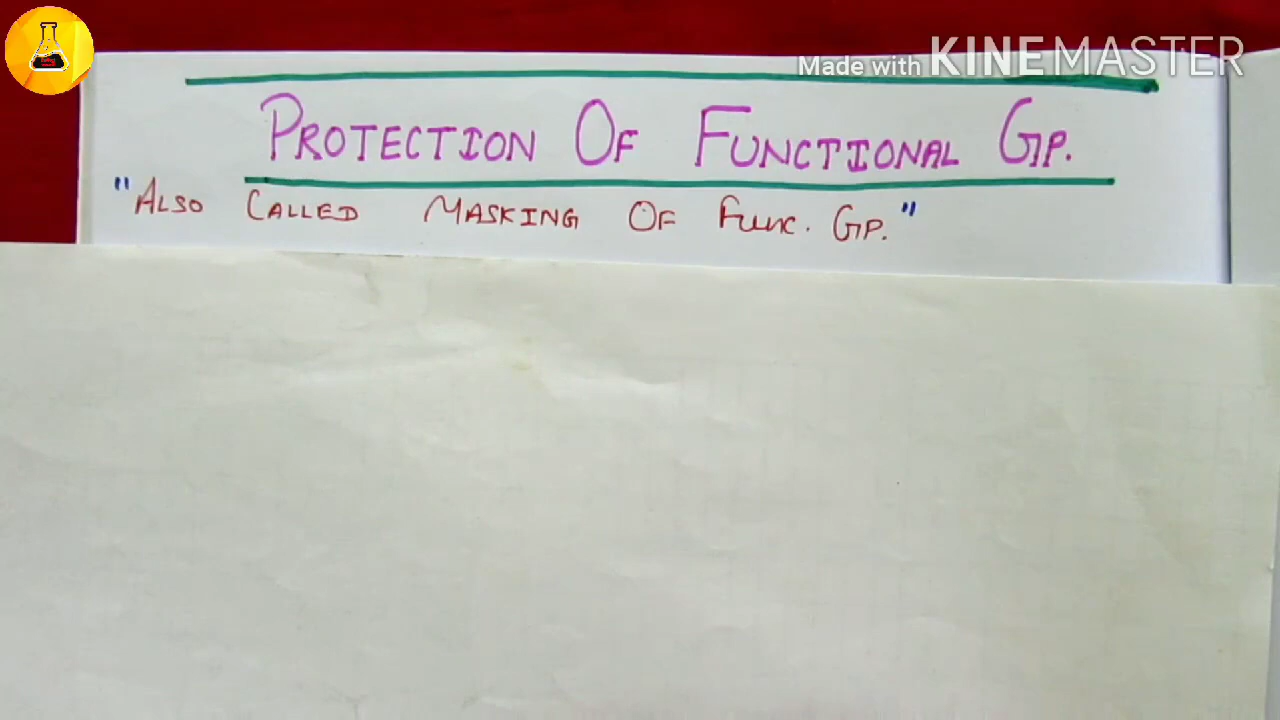 Made with KINEMASTER
PROTECTION OF FUNCTIONAL GP.
"ALSO CALLED MASKING OF Func. GP."